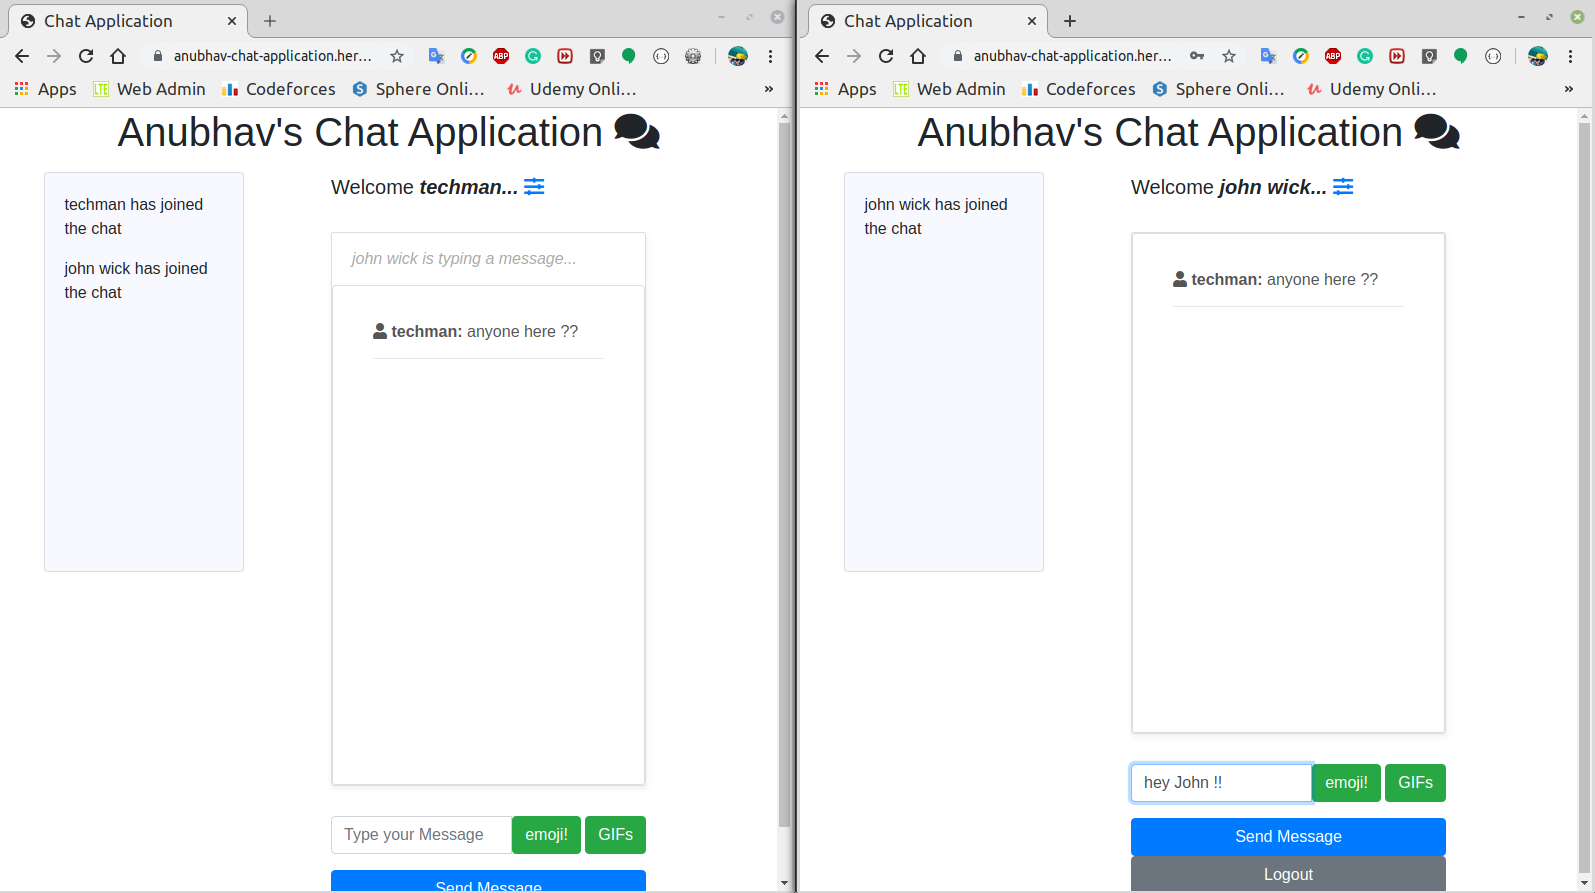 Chat Application
anubhav-chat-application.her...
ABP
Apps
LTE Web Admin
Codeforces
S Sphere Onli...
Udemy Onli...
»
Anubhav's Chat Application
techman has joined
the chat
john wick has joined
the chat
Welcome techman...
john wick is typing a message...
techman: anyone here ??
Type your Message
emoji!
GIFs
Send Message
Chat Application
anubhav-chat-application.her...
ABP
Apps
LTE Web Admin
Codeforces
S Sphere Onli...
Udemy Onli...
»
Anubhav's Chat Application
john wick has joined
the chat
Welcome john wick...
techman: anyone here ??
hey John !!
emoji!
GIFs
Send Message
Logout